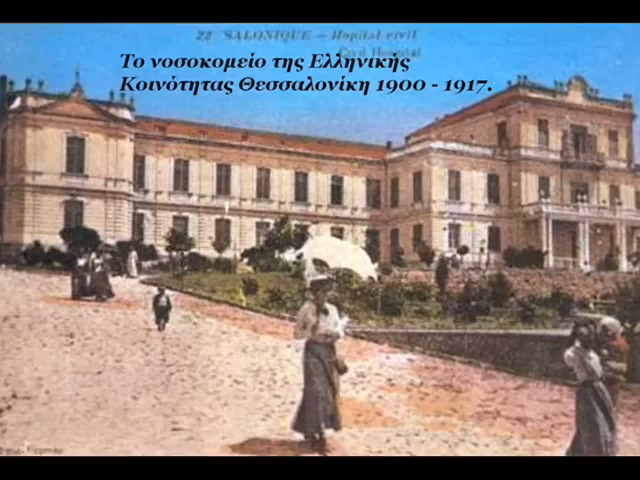 22 SALONIQUE — Hopital civil
Civil Hospital
Το νοσοκομείο της Ελληνικής
Κοινότητας Θεσσαλονίκη 1900 - 1917.